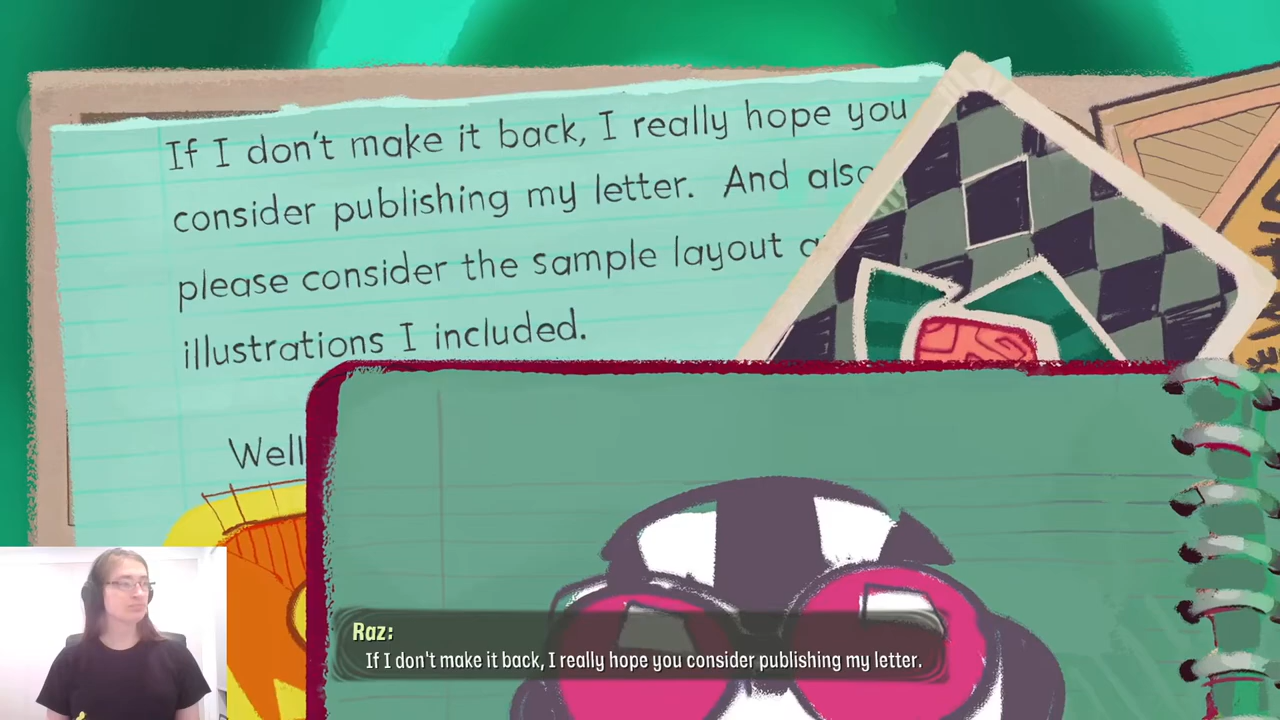 If I don't make it back, I really hope you
consider publishing my letter. And also
please consider the sample layout
illustrations I included.
Well
Raz:
If I don't make it back, I really hope you consider publishing my letter.